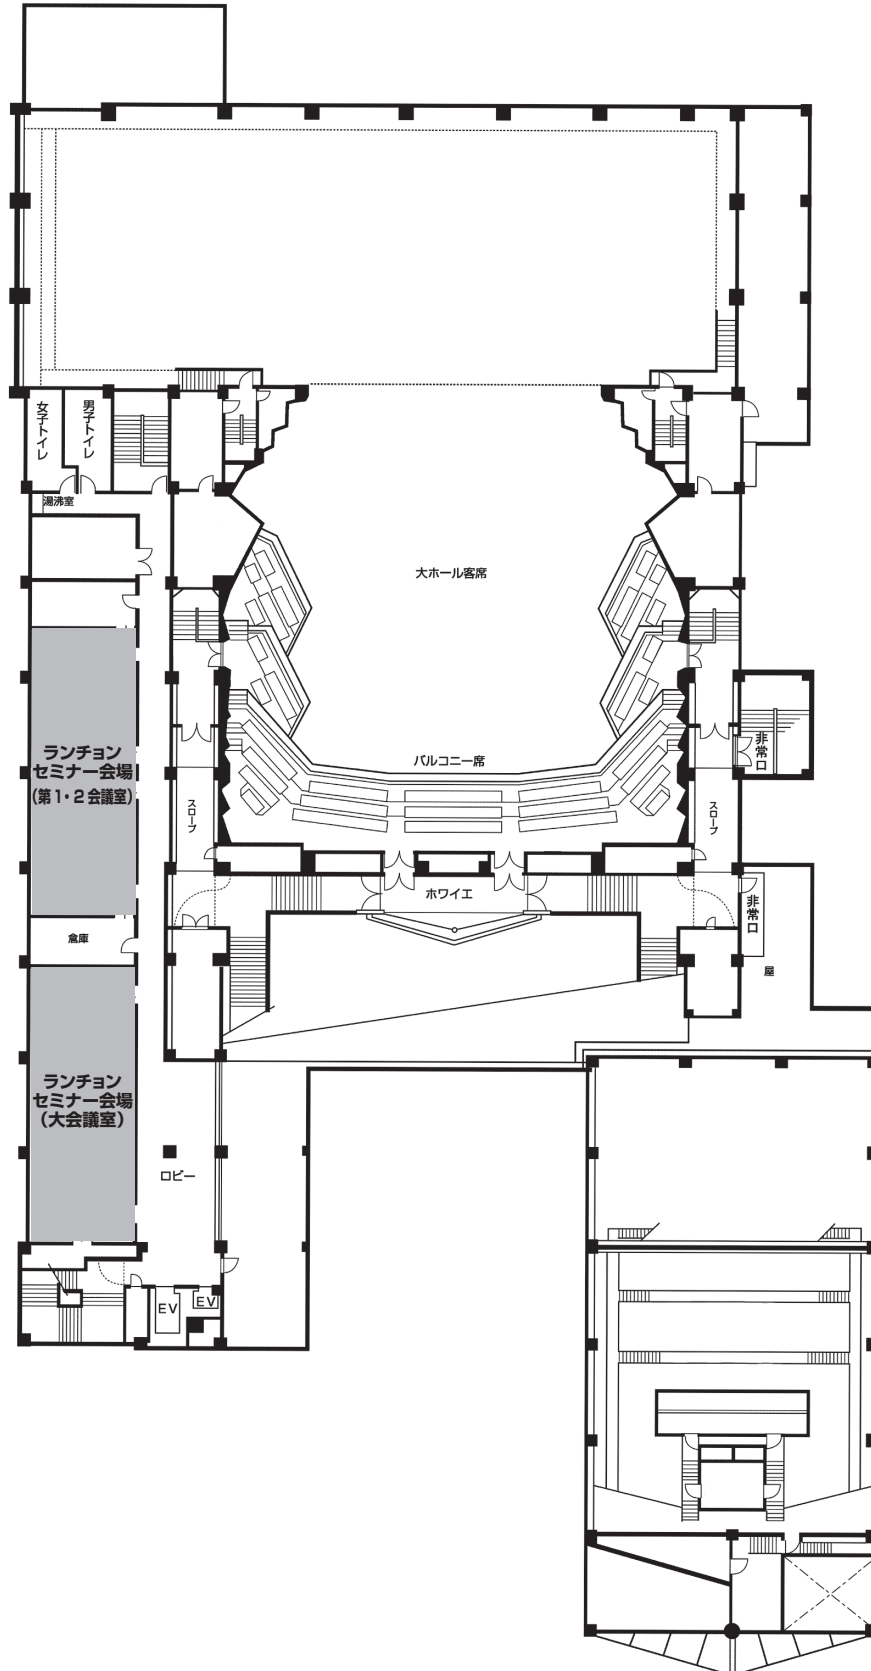 女子トイレ
男子トイレ
湯沸室
大ホール客席
ランチョン
セミナー会場
(第1・2会議室)
バルコニー席
非常口
スロープ
スロープ
ホワイエ
非常口
倉庫
屋
ランチョン
セミナー会場
(大会議室)
ロビー
EV
EV